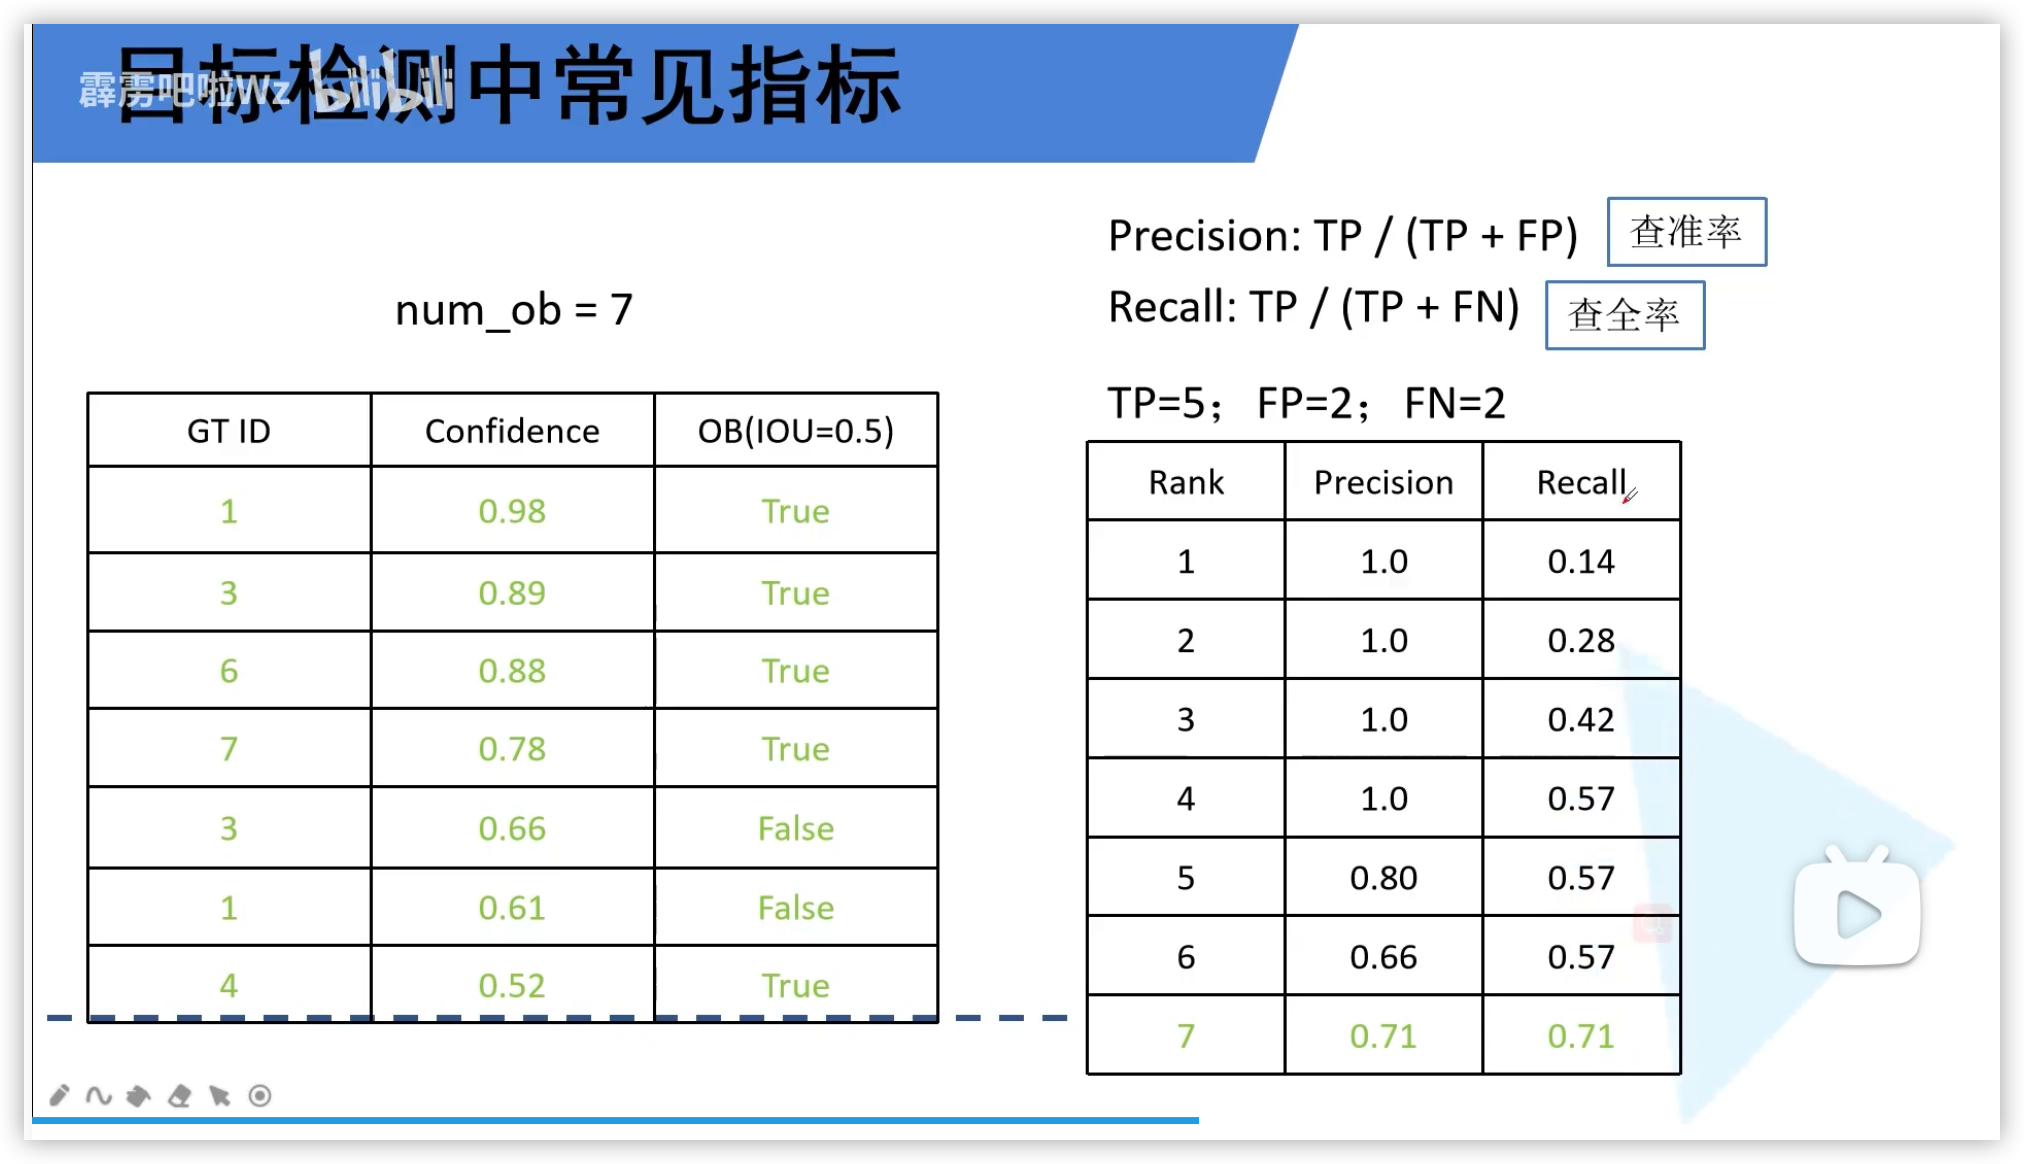 目标检测中常见指标
霹雳吧啦Wz bilibili
num_ob = 7
GT ID Confidence OB(IOU=0.5)
1 0.98 True
3 0.89 True
6 0.88 True
7 0.78 True
3 0.66 False
1 0.61 False
4 0.52 True
Precision: TP / (TP + FP) 查准率
Recall: TP / (TP + FN) 查全率
TP=5； FP=2； FN=2
Rank Precision Recall
1 1.0 0.14
2 1.0 0.28
3 1.0 0.42
4 1.0 0.57
5 0.80 0.57
6 0.66 0.57
7 0.71 0.71